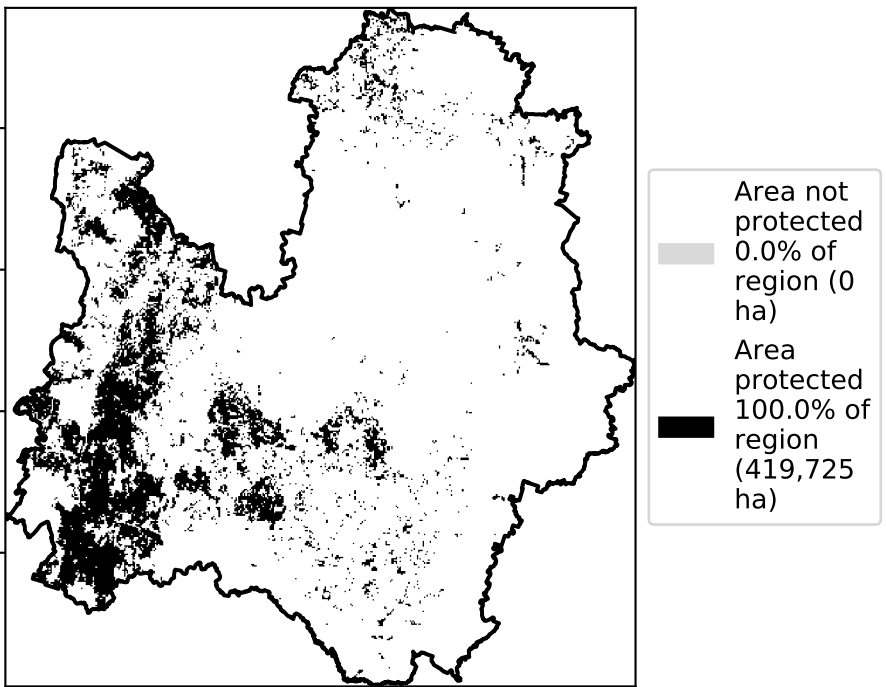 Area not
protected
0.0% of
region (0
ha)
Area
protected
100.0% of
region
(419,725
ha)